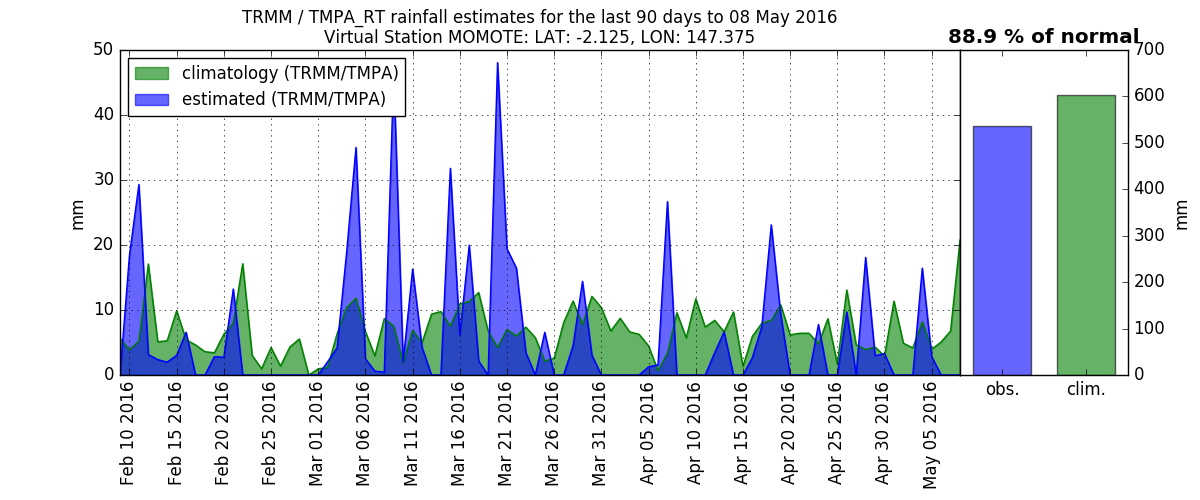 TRMM / TMPA_RT rainfall estimates for the last 90 days to 08 May 2016
Virtual Station MOMOTE: LAT: -2.125, LON: 147.375
88.9 % of normal
climatology (TRMM/TMPA)
estimated (TRMM/TMPA)
mm
50
40
30
20
10
0
Feb 10 2016
Feb 15 2016
Feb 20 2016
Feb 25 2016
Mar 01 2016
Mar 06 2016
Mar 11 2016
Mar 16 2016
Mar 21 2016
Mar 26 2016
Mar 31 2016
Apr 05 2016
Apr 10 2016
Apr 15 2016
Apr 20 2016
Apr 25 2016
Apr 30 2016
May 05 2016
obs.
clim.
700
600
500
400
300
200
100
0
mm